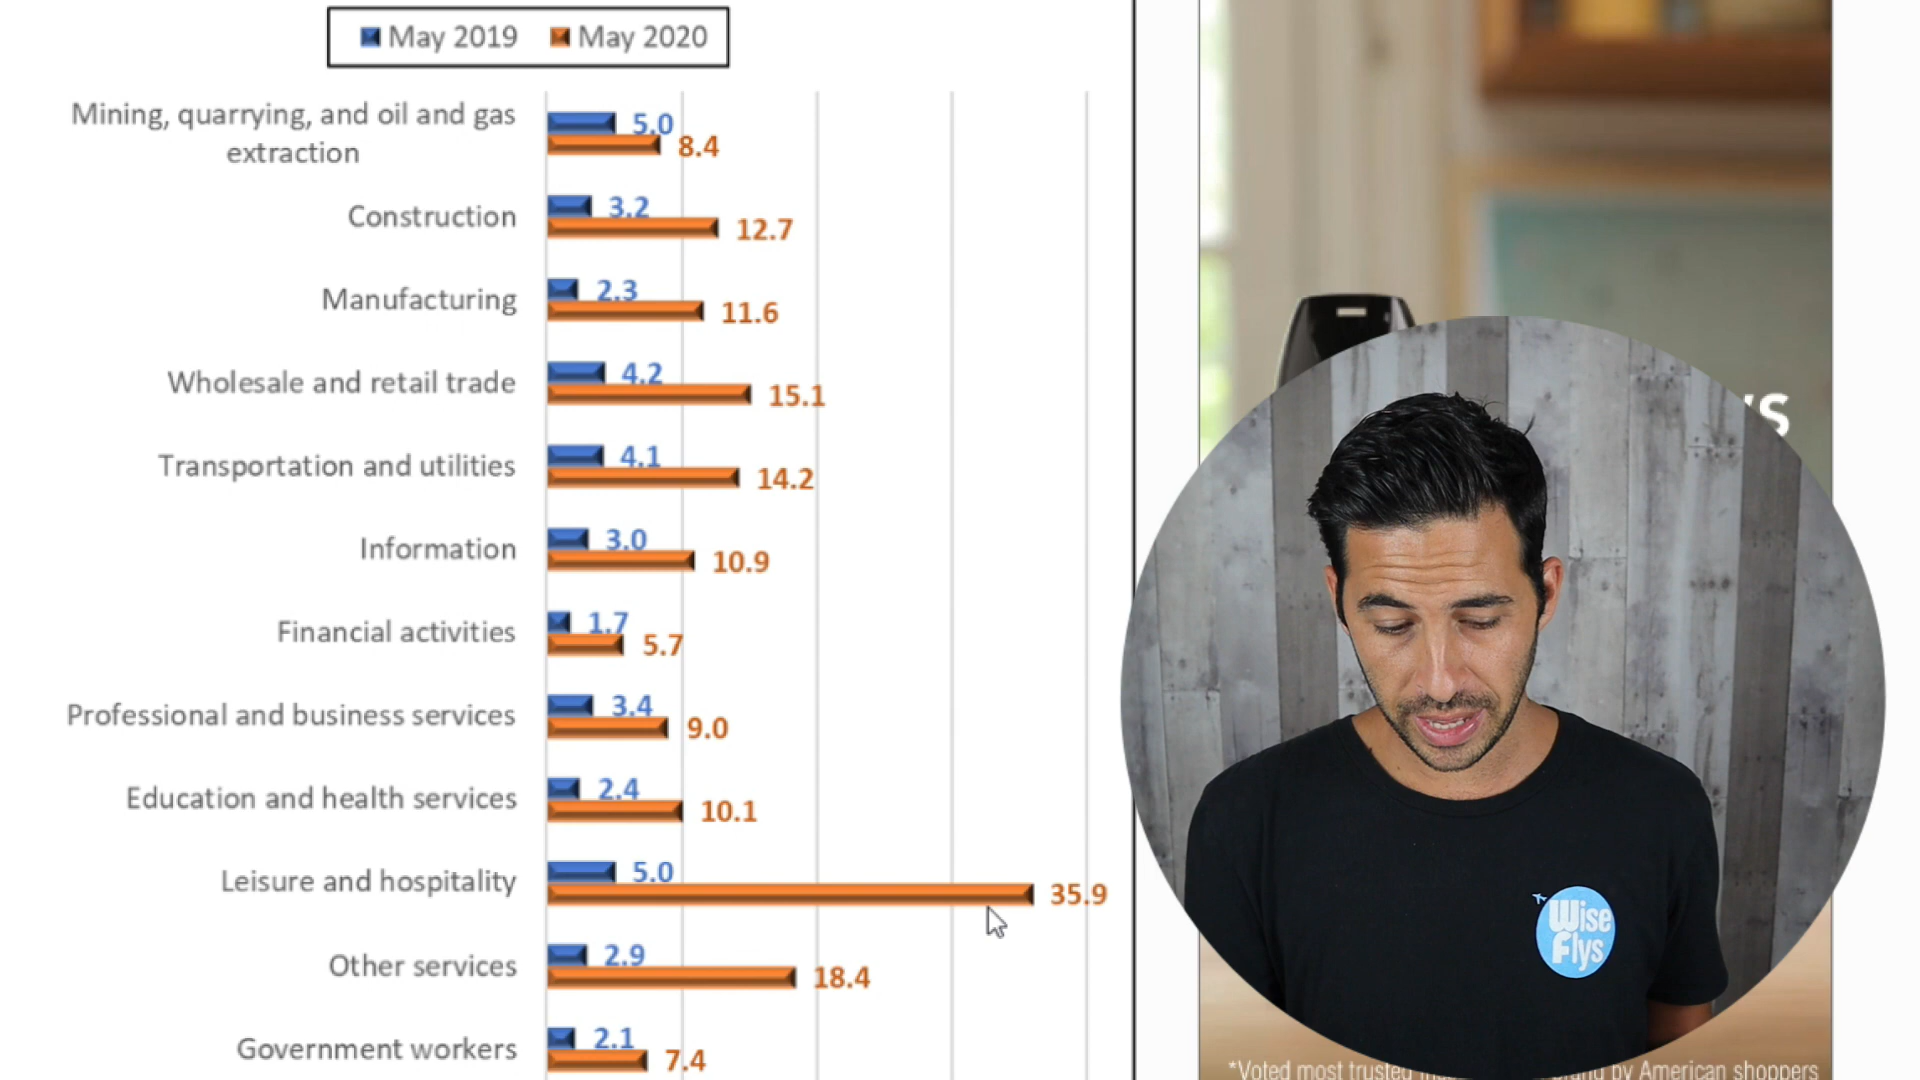 May 2019 May 2020
Mining, quarrying, and oil and gas
extraction
5.0
8.4
Construction
3.2
12.7
Manufacturing
2.3
11.6
Wholesale and retail trade
4.2
15.1
Transportation and utilities
4.1
14.2
Information
3.0
10.9
Financial activities
1.7
5.7
Professional and business services
3.4
9.0
Education and health services
2.4
10.1
Leisure and hospitality
5.0
35.9
Other services
2.9
18.4
Government workers
2.1
7.4
Wise
Flys
*Voted most trusted by American shoppers